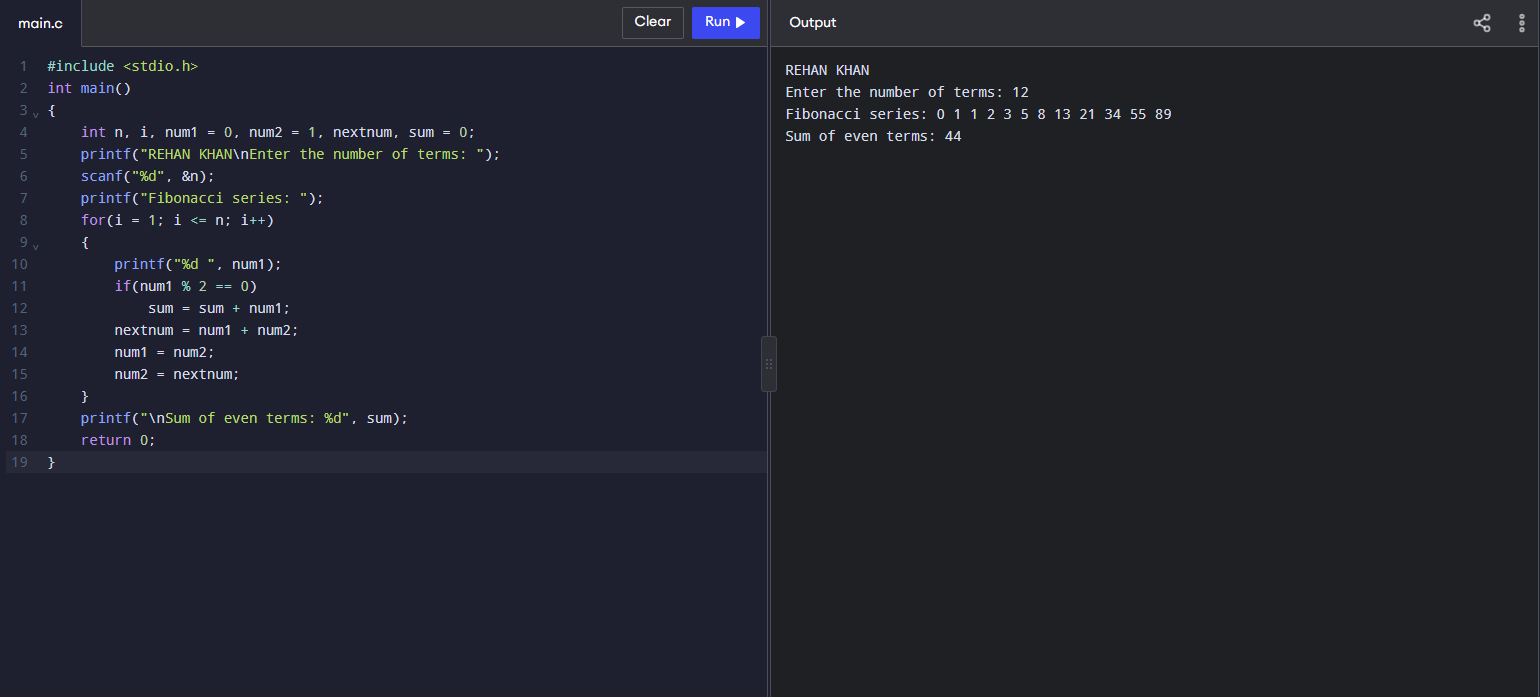 main.c
Clear
Run
1 #include <stdio.h>
2 int main()
3 {
4     int n, i, num1 = 0, num2 = 1, nextnum, sum = 0;
5     printf("REHAN KHAN\nEnter the number of terms: ");
6     scanf("%d", &n);
7     printf("Fibonacci series: ");
8     for(i = 1; i <= n; i++)
9     {
10         printf("%d ", num1);
11         if(num1 % 2 == 0)
12             sum = sum + num1;
13         nextnum = num1 + num2;
14         num1 = num2;
15         num2 = nextnum;
16     }
17     printf("\nSum of even terms: %d", sum);
18     return 0;
19 }
Output
REHAN KHAN
Enter the number of terms: 12
Fibonacci series: 0 1 1 2 3 5 8 13 21 34 55 89
Sum of even terms: 44